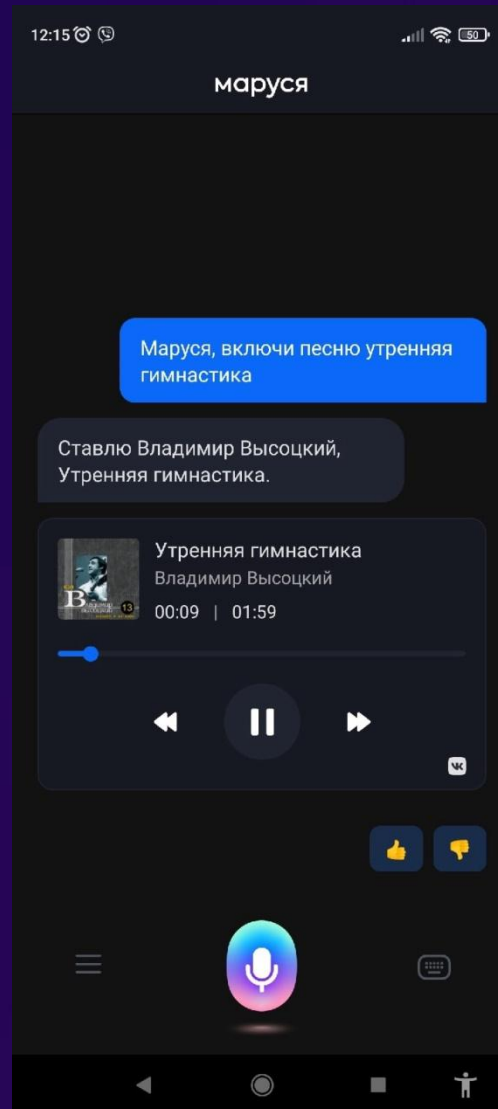 12:15
50
маруся
Маруся, включи песню утренняя
гимнастика
Ставлю Владимир Высоцкий,
Утренняя гимнастика.
Утренняя гимнастика
Владимир Высоцкий
00:09 | 01:59
13